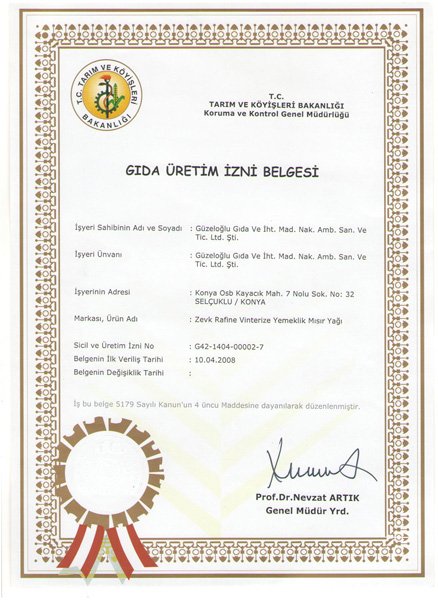 T.C. TARIM VE KÖYİŞLERİ
BAKANLIĞI
T.C.
TARIM VE KÖYİŞLERİ BAKANLIĞI
Koruma ve Kontrol Genel Müdürlüğü
GIDA ÜRETİM İZNİ BELGESİ
İşyeri Sahibinin Adı ve Soyadı : Güzeloğlu Gıda Ve İht. Mad. Nak. Amb. San. Ve
Tic. Ltd. Şti.
İşyeri Ünvanı : Güzeloğlu Gıda Ve İht. Mad. Nak. Amb. San. Ve
Tic. Ltd. Şti.
İşyerinin Adresi : Konya Osb Kayacık Mah. 7 Nolu Sok. No: 32
SELÇUKLU / KONYA
Markası, Ürün Adı : Zevk Rafine Vinterize Yemeklik Mısır Yağı
Sicil ve Üretim İzni No : G42-1404-00002-7
Belgenin İlk Veriliş Tarihi : 10.04.2008
Belgenin Değişiklik Tarihi :
İş bu belge 5179 Sayılı Kanun'un 4 üncü Maddesine dayanılarak düzenlenmiştir.
Prof.Dr.Nevzat ARTIK
Genel Müdür Yrd.